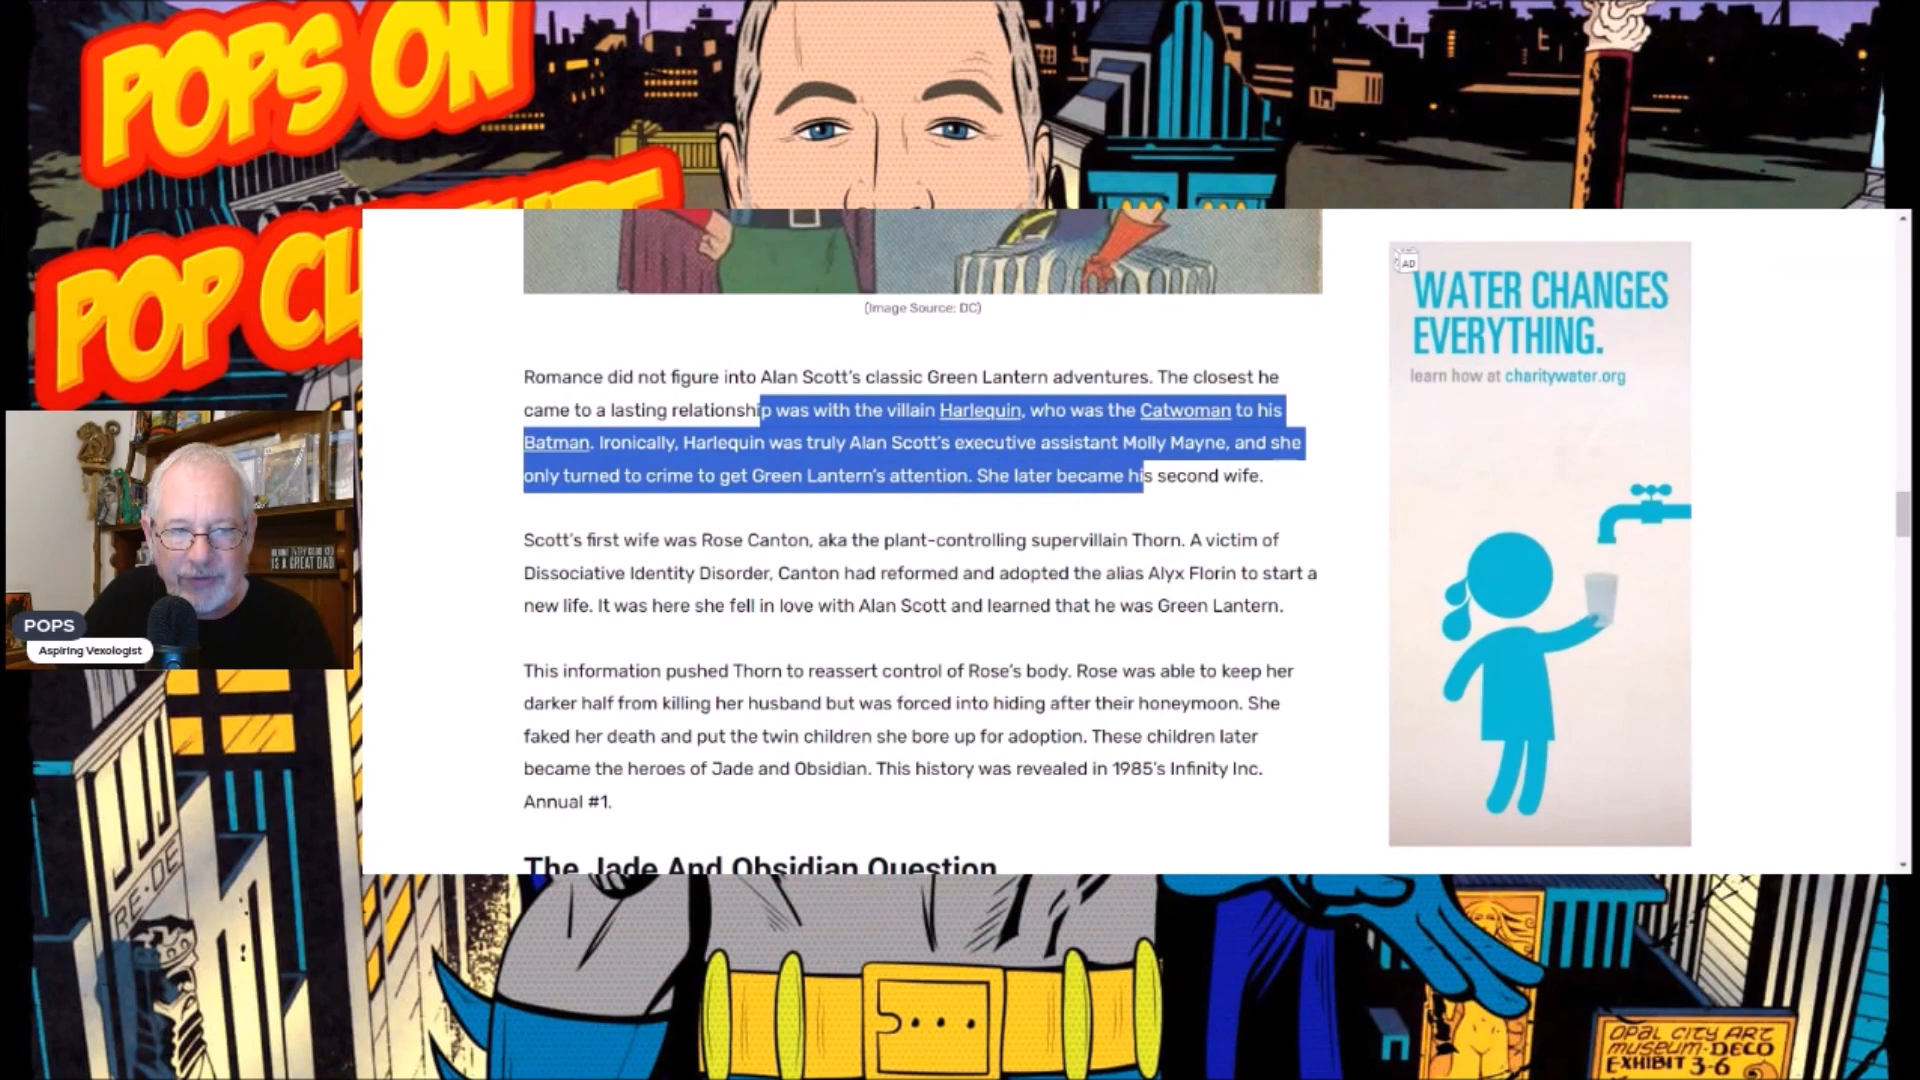 POPS ON
POP CU
(Image Source: DC)
Romance did not figure into Alan Scott's classic Green Lantern adventures. The closest he
came to a lasting relationship was with the villain Harlequin, who was the Catwoman to his
Batman. Ironically, Harlequin was truly Alan Scott's executive assistant Molly Mayne, and she
only turned to crime to get Green Lantern's attention. She later became his second wife.
Scott's first wife was Rose Canton, aka the plant-controlling supervillain Thorn. A victim of
Dissociative Identity Disorder, Canton had reformed and adopted the alias Alyx Florin to start a
new life. It was here she fell in love with Alan Scott and learned that he was Green Lantern.
This information pushed Thorn to reassert control of Rose's body. Rose was able to keep her
darker half from killing her husband but was forced into hiding after their honeymoon. She
faked her death and put the twin children she bore up for adoption. These children later
became the heroes of Jade and Obsidian. This history was revealed in 1985's Infinity Inc.
Annual #1.
The Jade And Obsidian Question
AD
WATER CHANGES
EVERYTHING.
learn how at charitywater.org
IS A GREAT DAD
POPS
Aspiring Vexologist
RE·DE
OPAL CITY ART
MUSEUM·DECO
EXHIBIT 3-6